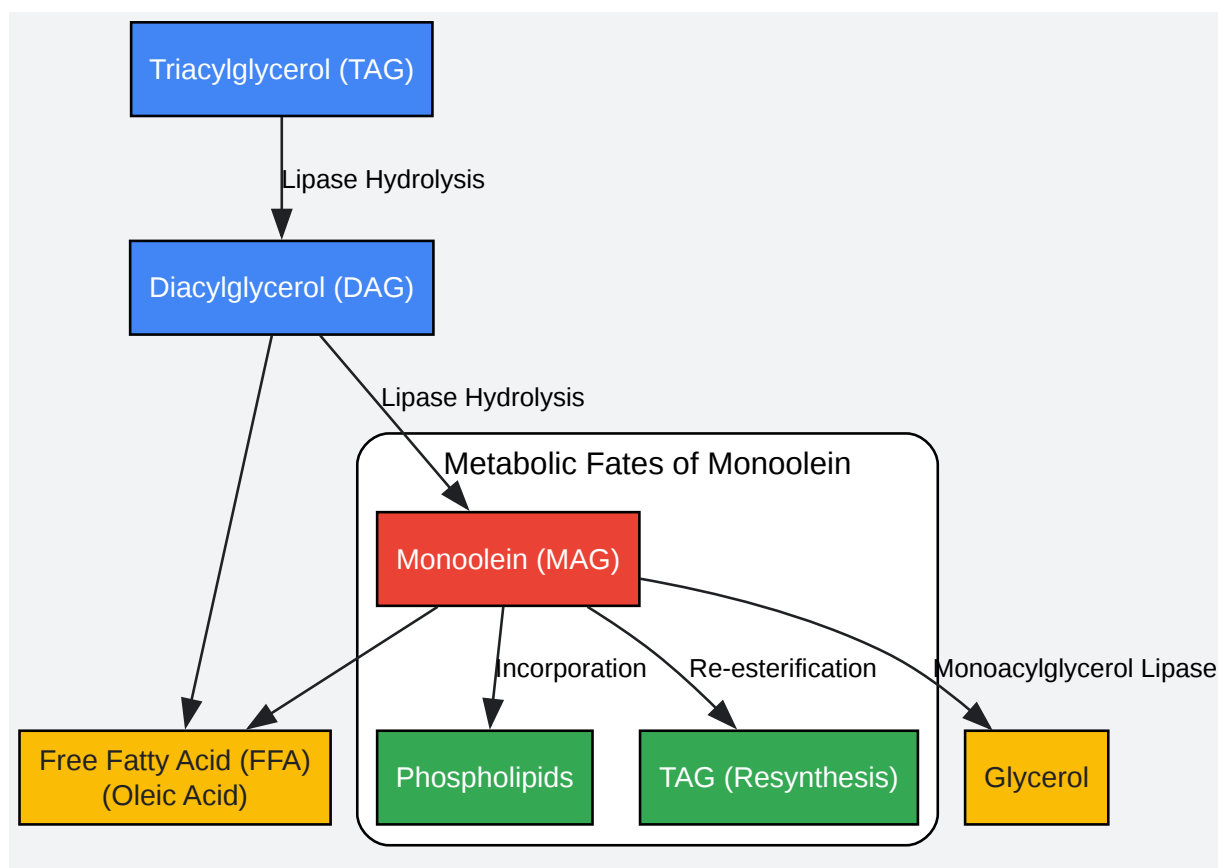 Triacylglycerol (TAG)
Lipase Hydrolysis
Diacylglycerol (DAG)
Lipase Hydrolysis
Metabolic Fates of Monoolein
Monoolein (MAG)
Incorporation
Re-esterification
Monoacylglycerol Lipase
Free Fatty Acid (FFA)
(Oleic Acid)
Phospholipids
TAG (Resynthesis)
Glycerol